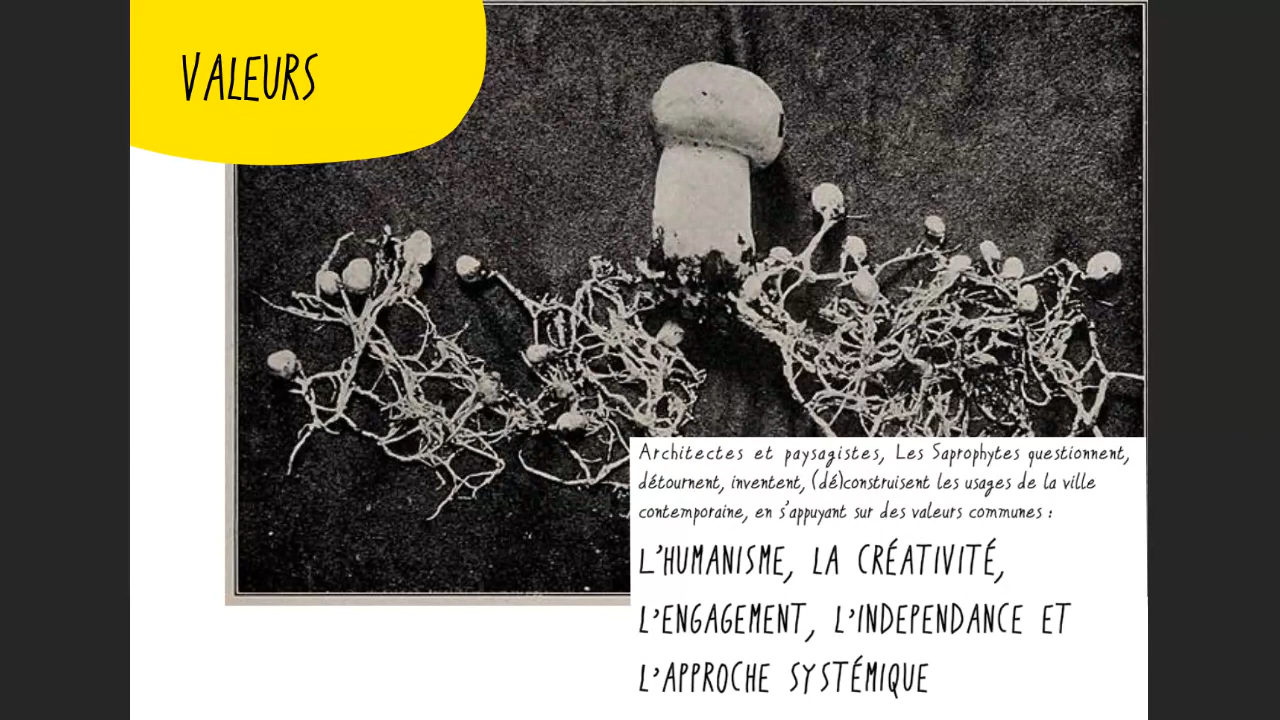 VALEURS
Architectes et paysagistes, Les Saprophytes questionnent,
détournent, inventent, (dé)construisent les usages de la ville
contemporaine, en s'appuyant sur des valeurs communes :
L'HUMANISME, LA CRÉATIVITÉ,
L'ENGAGEMENT, L'INDEPENDANCE ET
L'APPROCHE SYSTÉMIQUE